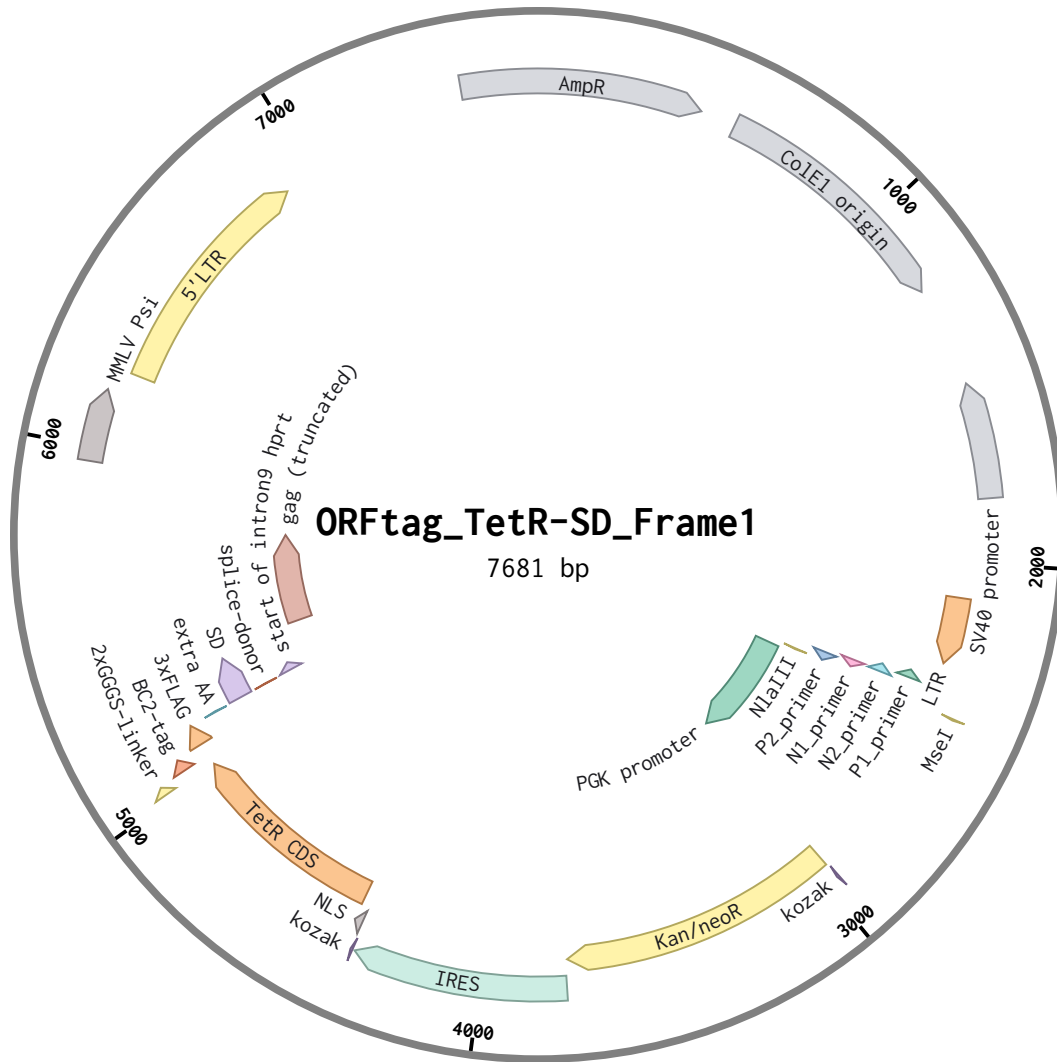 AmpR
ColE1 origin
1000
7000
5'LTR
MMLV Psi
6000
gag (truncated)
start of intron9 hprt
splice-donor
SD
extra AA
3xFLAG
BC2-tag
2xGGGS-linker
ORFtag_TetR-SD_Frame1
7681 bp
2000
SV40 promoter
LTR
MseI
P1_primer
N2_primer
N1_primer
P2_primer
NlaIII
PGK promoter
5000
TetR CDS
NLS
kozak
IRES
Kan/neoR
kozak
3000
4000